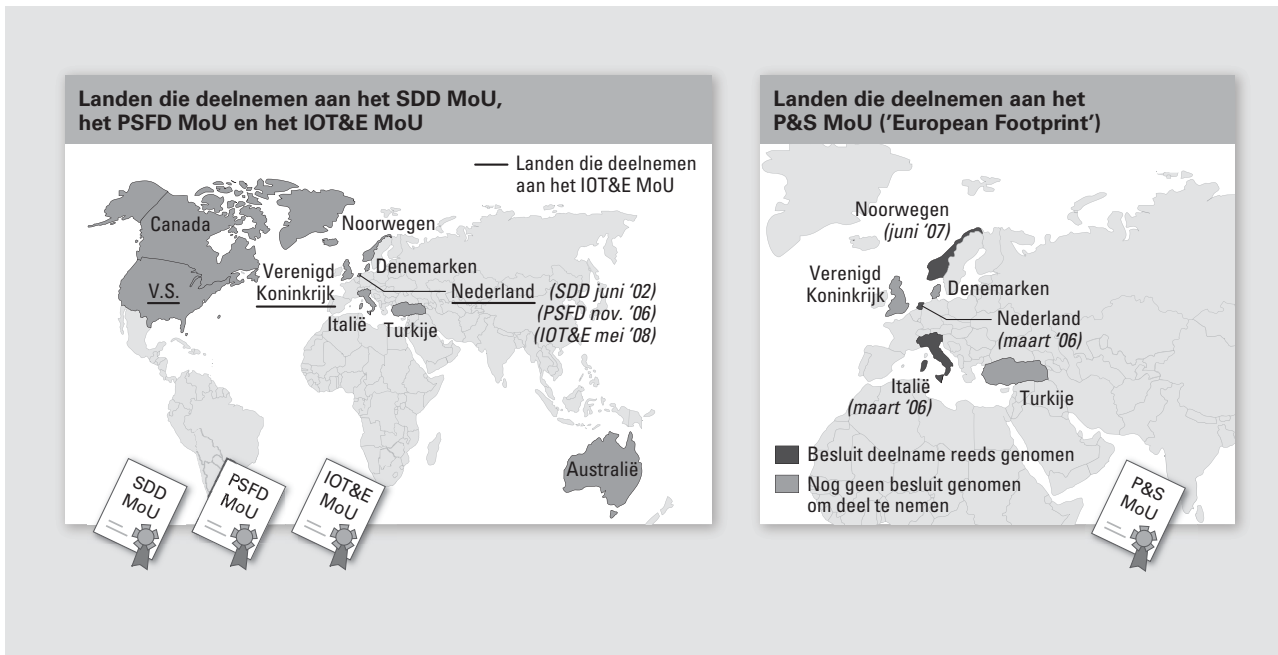 Landen die deelnemen aan het SDD MoU,
het PSFD MoU en het IOT&E MoU
Landen die deelnemen
aan het IOT&E MoU
Canada
Noorwegen
V.S.
Verenigd
Koninkrijk
Denemarken
Nederland (SDD juni ‘02)
(PSFD nov. ‘06)
(IOT&E mei ‘08)
Italië
Turkije
Australië
SDD
MoU
PSFD
MoU
IOT&E
MoU
Landen die deelnemen aan het
P&S MoU (’European Footprint’)
Noorwegen
(juni ‘07)
Verenigd
Koninkrijk
Denemarken
Nederland
(maart ‘06)
Italië
(maart ‘06)
Turkije
Besluit deelname reeds genomen
Nog geen besluit genomen
om deel te nemen
P&S
MoU